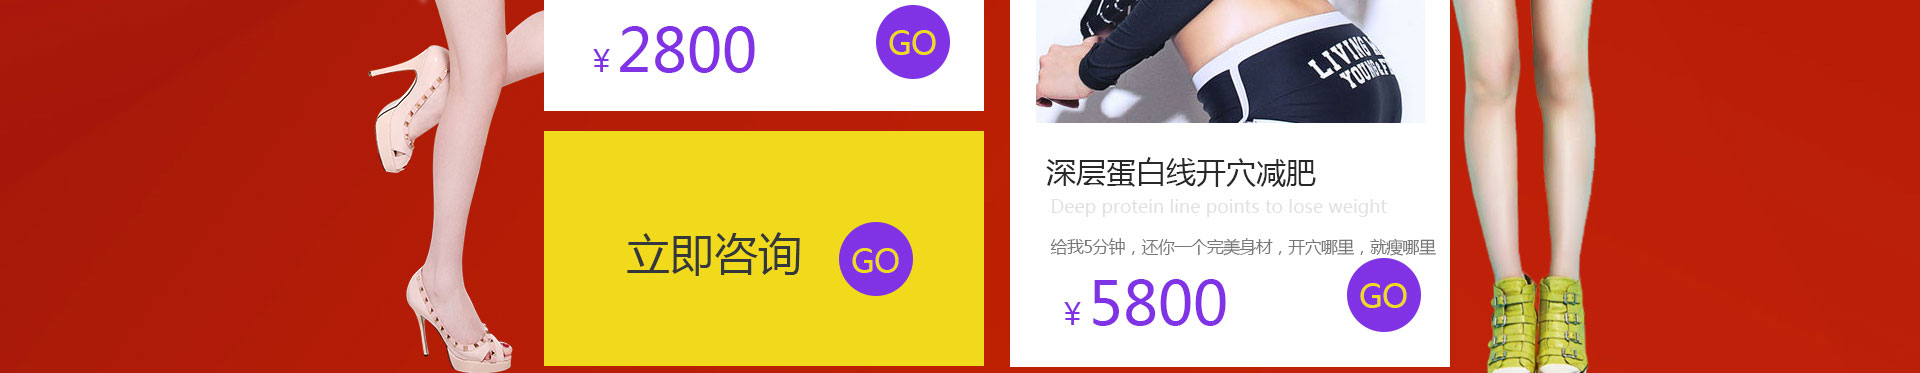 ¥2800
GO
立即咨询
GO
LIVING
YOUNG&F
深层蛋白线开穴减肥
Deep protein line points to lose weight
给我5分钟，还你一个完美身材，开穴哪里，就瘦哪里
¥5800
GO